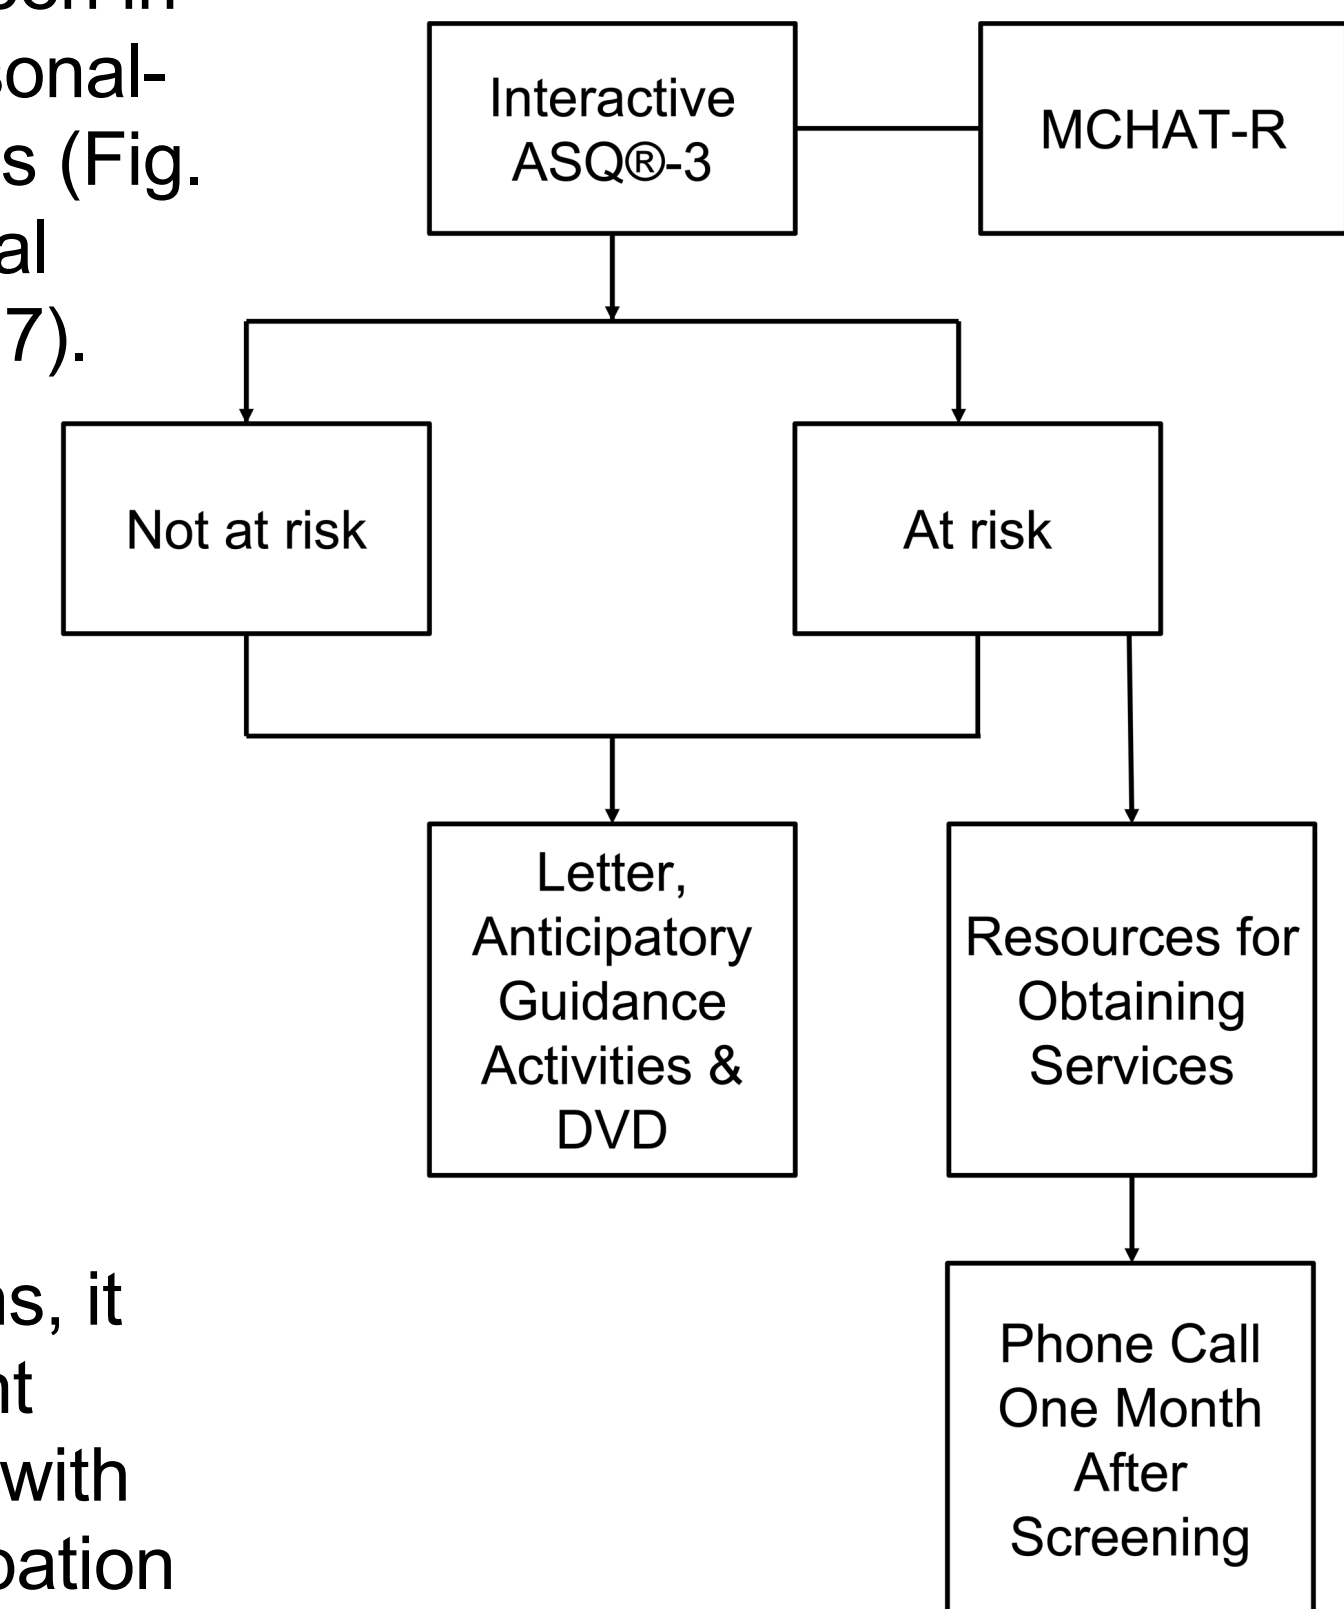 sonal-
s (Fig.
al
7).
Interactive
ASQ®-3
MCHAT-R
Not at risk
At risk
Letter,
Anticipatory
Guidance
Activities &
DVD
Resources for
Obtaining
Services
Phone Call
One Month
After
Screening
ns, it
nt
with
pation